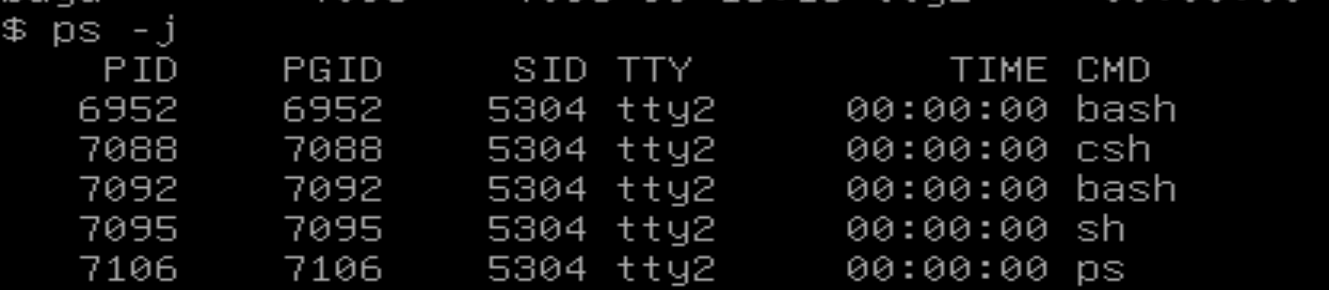 $ ps -j
PID PGID SID TTY TIME CMD
6952 6952 5304 tty2 00:00:00 bash
7088 7088 5304 tty2 00:00:00 csh
7092 7092 5304 tty2 00:00:00 bash
7095 7095 5304 tty2 00:00:00 sh
7106 7106 5304 tty2 00:00:00 ps